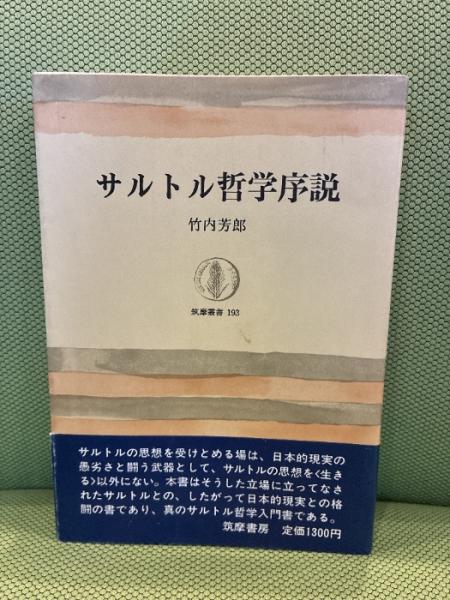 サルトル哲学序説
竹内芳郎
筑摩叢書 193
サルトルの思想を受けとめる場は、日本的現実の
愚劣さと闘う武器として、サルトルの思想を〈生き
る〉以外にない。本書はそうした立場に立ってなさ
れたサルトルとの、したがって日本的現実との格
闘の書であり、真のサルトル哲学入門書である。
筑摩書房 定価1300円